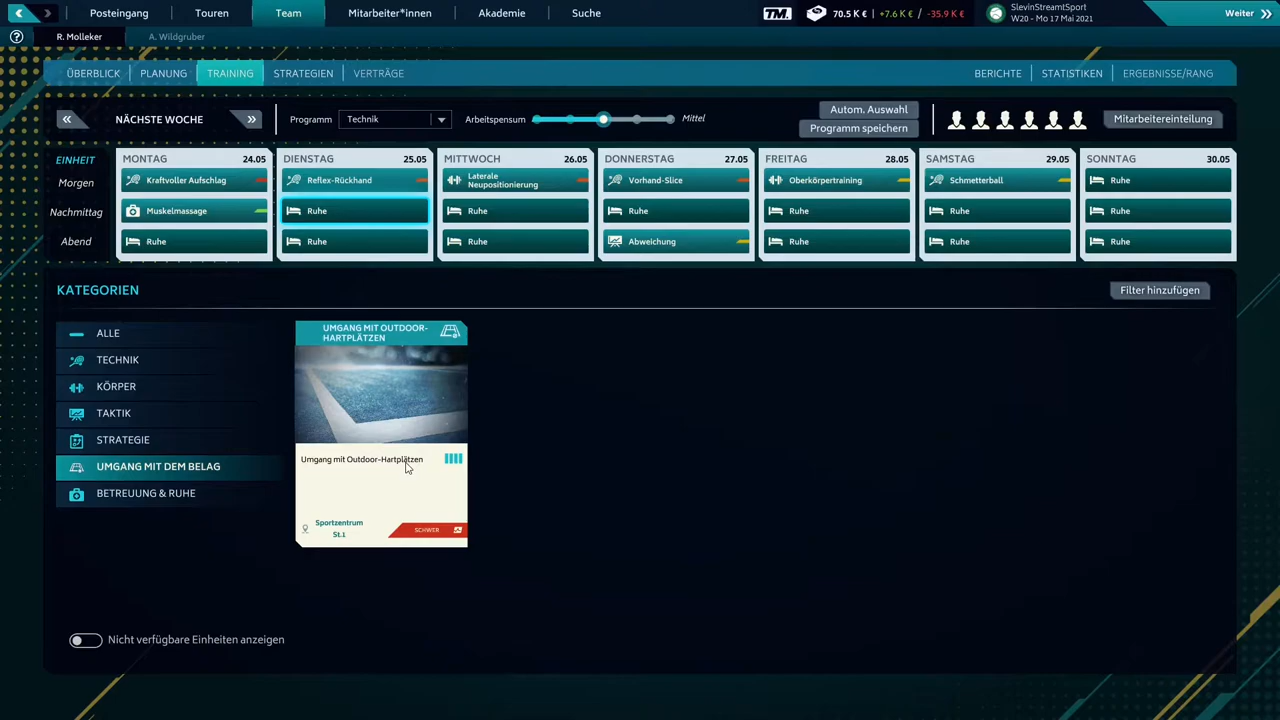 Posteingang Touren Team Mitarbeiter*innen Akademie Suche TM. 70.5 K € +7.6 K € -35.9 K € SlevinStreamSport Weiter
W20 - Mo 17 Mai 2021
? R. Molleker A. Wildgruber
ÜBERBLICK PLANUNG TRAINING STRATEGIEN VERTRÄGE BERICHTE STATISTIKEN ERGEBNISSE/RANG
NÄCHSTE WOCHE Programm Technik Arbeitspensum Mittel Autom. Auswahl Mitarbeitereinteilung
Programm speichern
EINHEIT MONTAG 24.05 DIENSTAG 25.05 MITTWOCH 26.05 DONNERSTAG 27.05 FREITAG 28.05 SAMSTAG 29.05 SONNTAG 30.05
Morgen Kraftvoller Aufschlag Reflex-Rückhand Laterale Neupositionierung Vorhand-Slice Oberkörpertraining Schmetterball Ruhe
Nachmittag Muskelmassage Ruhe Ruhe Ruhe Ruhe Ruhe Ruhe
Abend Ruhe Ruhe Ruhe Abweichung Ruhe Ruhe Ruhe
KATEGORIEN Filter hinzufügen
ALLE
TECHNIK
KÖRPER
TAKTIK
STRATEGIE
UMGANG MIT DEM BELAG
BETREUUNG & RUHE
UMGANG MIT OUTDOOR-
HARTPLÄTZEN
Umgang mit Outdoor-Hartplätzen
Sportzentrum
St.1
SCHWER
Nicht verfügbare Einheiten anzeigen